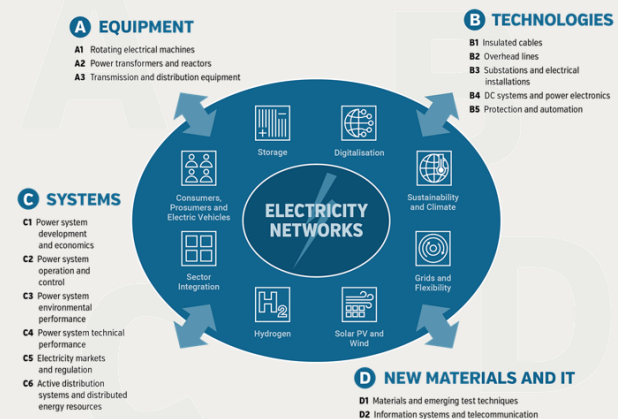 A EQUIPMENT
A1 Rotating electrical machines
A2 Power transformers and reactors
A3 Transmission and distribution equipment
B TECHNOLOGIES
B1 Insulated cables
B2 Overhead lines
B3 Substations and electrical
installations
B4 DC systems and power electronics
B5 Protection and automation
C SYSTEMS
C1 Power system
development
and economics
C2 Power system
operation and
control
C3 Power system
environmental
performance
C4 Power system technical
performance
C5 Electricity markets
and regulation
C6 Active distribution
systems and distributed
energy resources
Storage
Digitalisation
Consumers,
Prosumers and
Electric Vehicles
Sustainability
and Climate
ELECTRICITY
NETWORKS
Sector
Integration
Grids and
Flexibility
H2
Hydrogen
Solar PV and
Wind
D NEW MATERIALS AND IT
D1 Materials and emerging test techniques
D2 Information systems and telecommunication